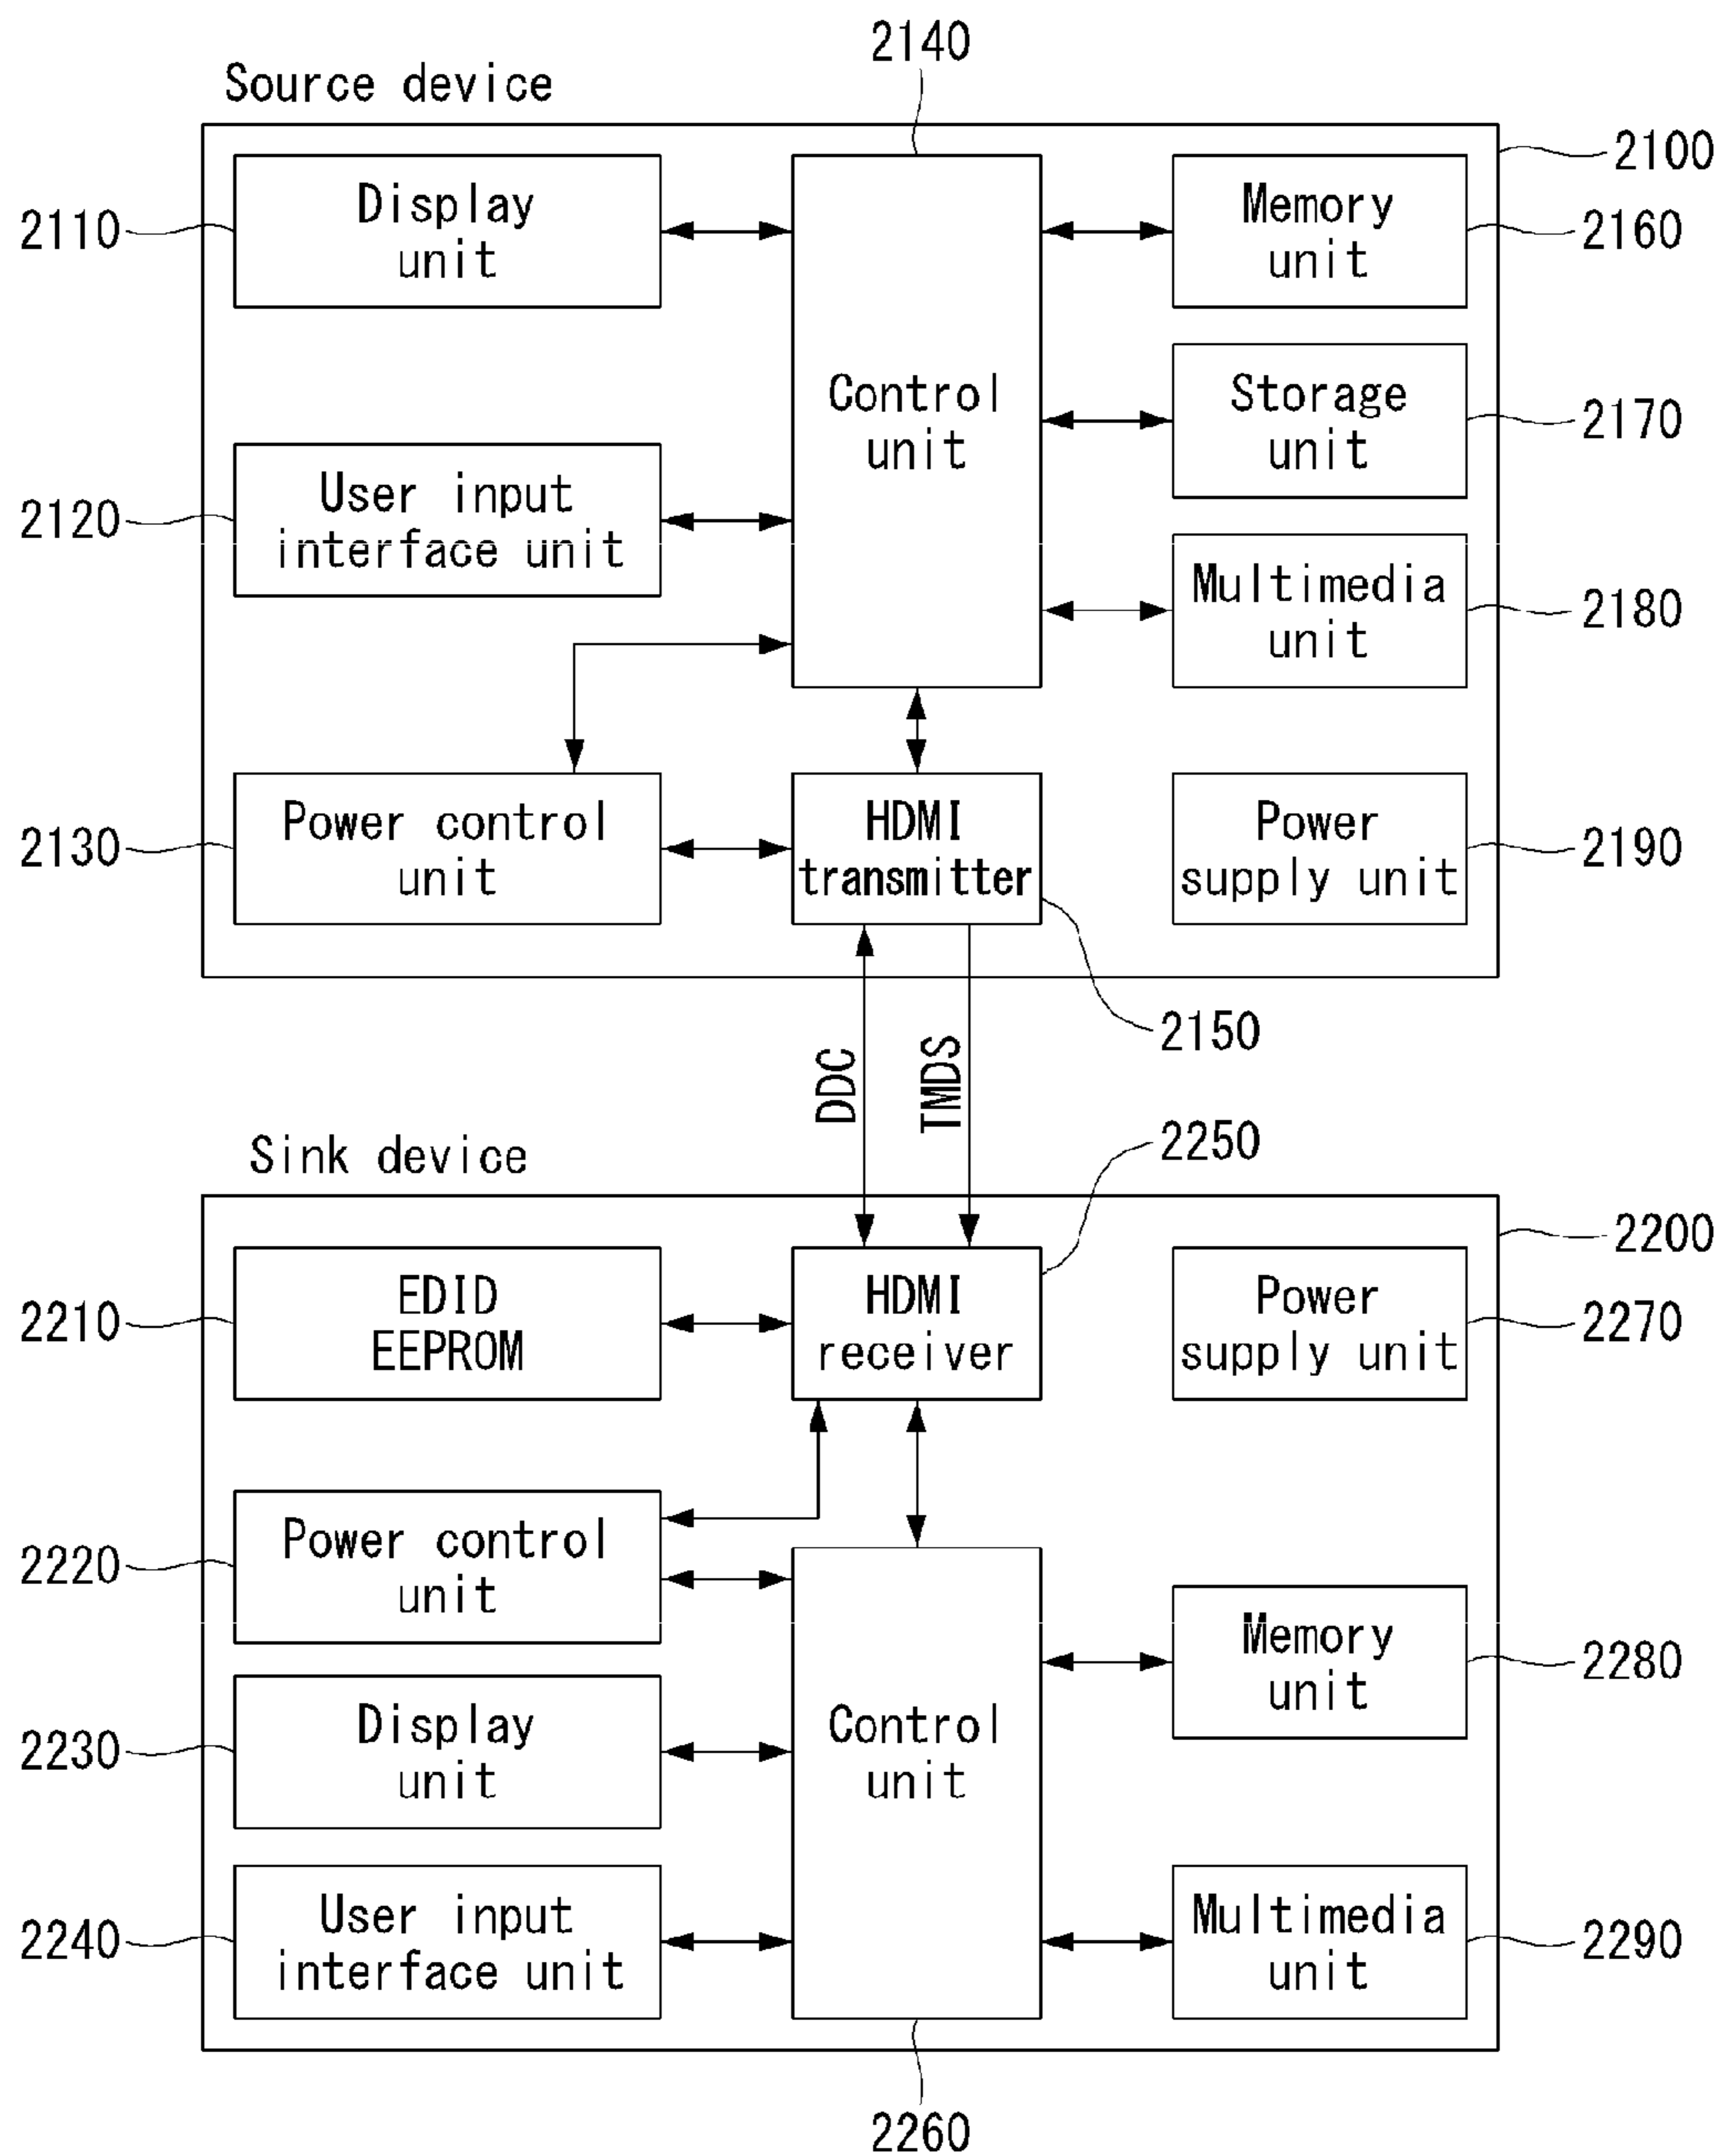 2140
Source device
2100
2110
Display
unit
Memory
unit
2160
Control
unit
Storage
unit
2170
2120
User input
interface unit
Multimedia
unit
2180
2130
Power control
unit
HDMI
transmitter
Power
supply unit
2190
2150
DDC
TMDS
Sink device
2250
2200
2210
EDID
EEPROM
HDMI
receiver
Power
supply unit
2270
2220
Power control
unit
Memory
unit
2280
2230
Display
unit
Control
unit
2240
User input
interface unit
Multimedia
unit
2290
2260